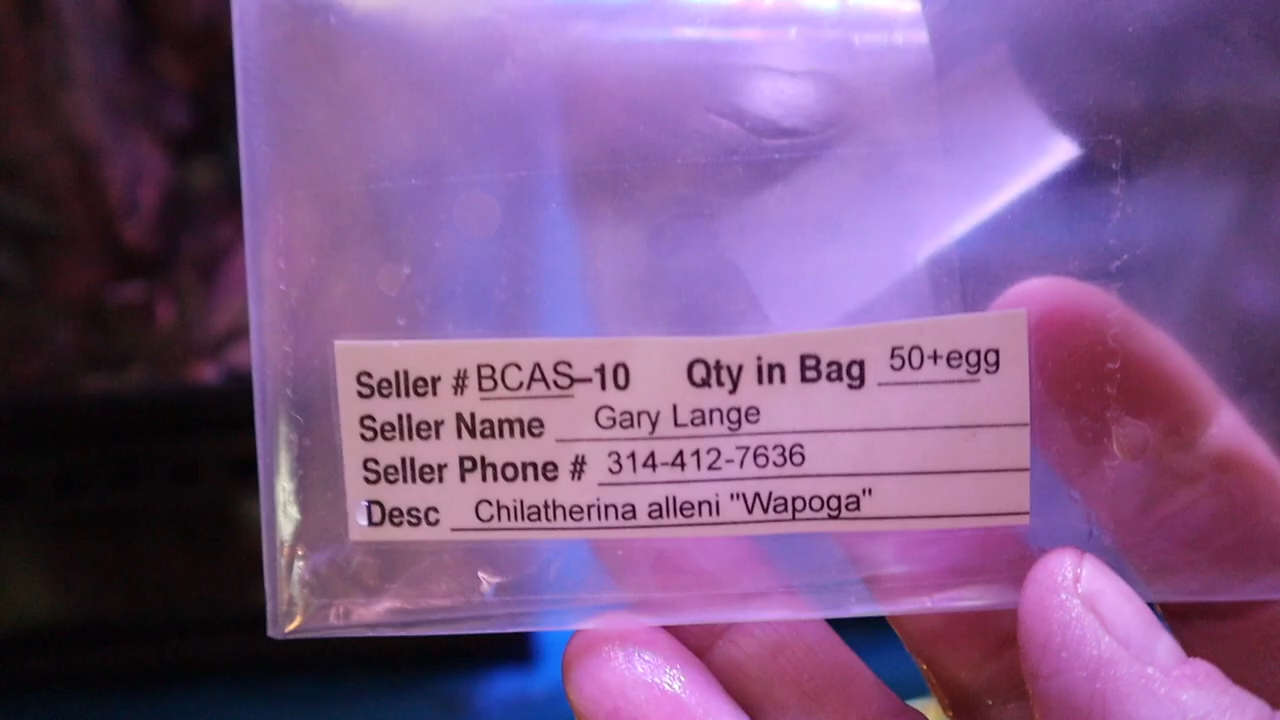 Seller # BCAS-10 Qty in Bag 50+egg
Seller Name Gary Lange
Seller Phone # 314-412-7636
Desc Chilatherina alleni "Wapoga"